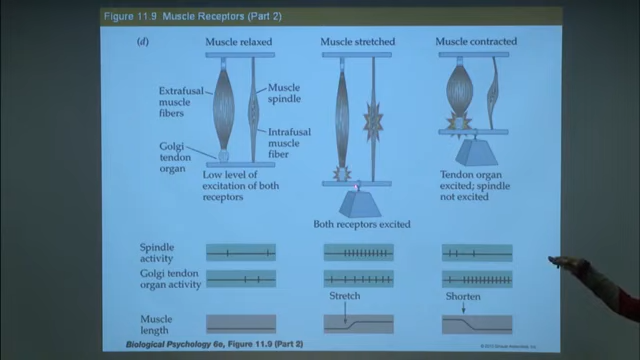 Figure 11.9 Muscle Receptors (Part 2)
(d)
Muscle relaxed
Muscle stretched
Muscle contracted
Extrafusal
muscle
fibers
Muscle
spindle
Intrafusal
muscle
fiber
Golgi
tendon
organ
Low level of
excitation of both
receptors
Both receptors excited
Tendon organ
excited; spindle
not excited
Spindle
activity
Golgi tendon
organ activity
Stretch
Shorten
Muscle
length
Biological Psychology 6e, Figure 11.9 (Part 2)